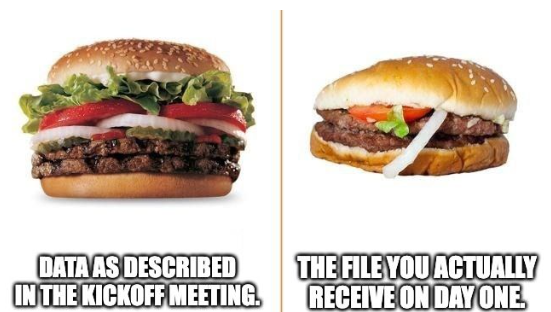 DATA AS DESCRIBED
IN THE KICKOFF MEETING.
THE FILE YOU ACTUALLY
RECEIVE ON DAY ONE.